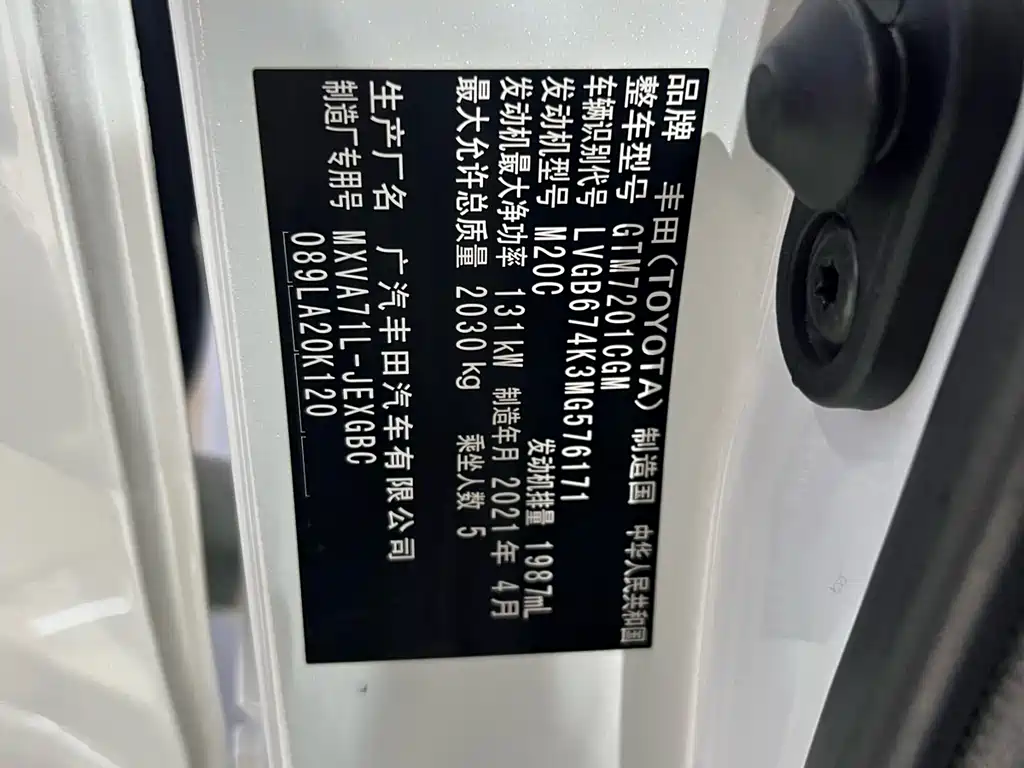 品牌 丰田(TOYOTA) 制造国 中华人民共和国
整车型号 GTM7201CGM
车辆识别代号 LVGB674K3MG576171
发动机型号 M20C 发动机排量 1987mL
发动机最大净功率 131kW 制造年月 2021年 4月
最大允许总质量 2030kg 乘坐人数 5
生产厂名 广汽丰田汽车有限公司
制造厂专用号 MXVA71L-JEXGBC
089LA20K120